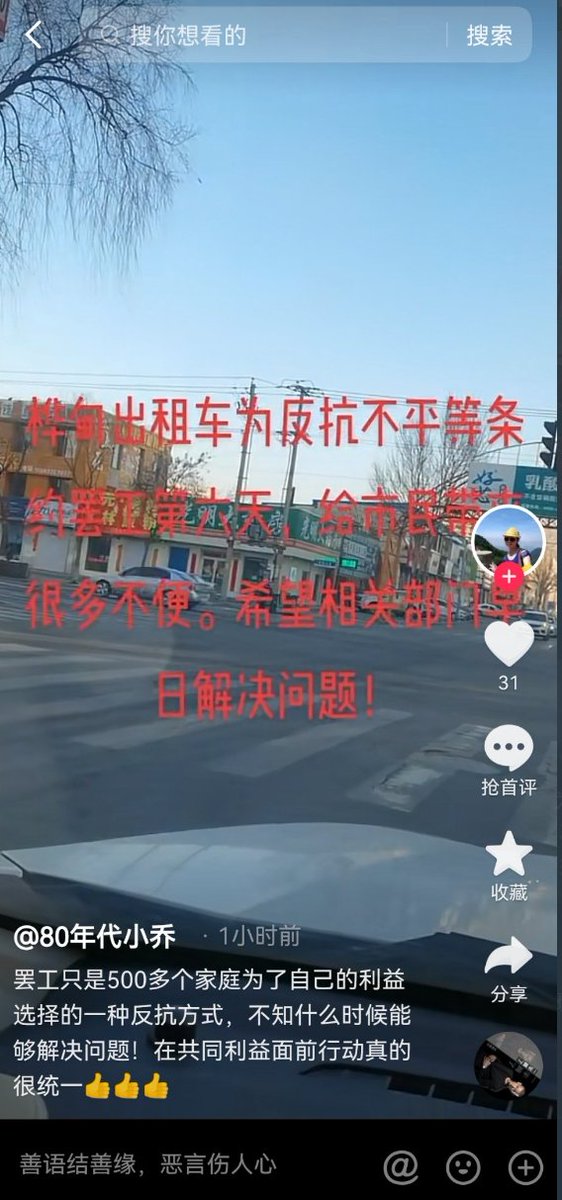 搜你想看的
搜索
桦甸出租车为反抗不平等条
约罢工第六天,给市民带来
很多不便。希望相关部门早
日解决问题!
31
抢首评
收藏
分享
@80年代小乔 · 1小时前
罢工只是500多个家庭为了自己的利益
选择的一种反抗方式,不知什么时候能
够解决问题!在共同利益面前行动真的
很统一👍👍👍
善语结善缘,恶言伤人心